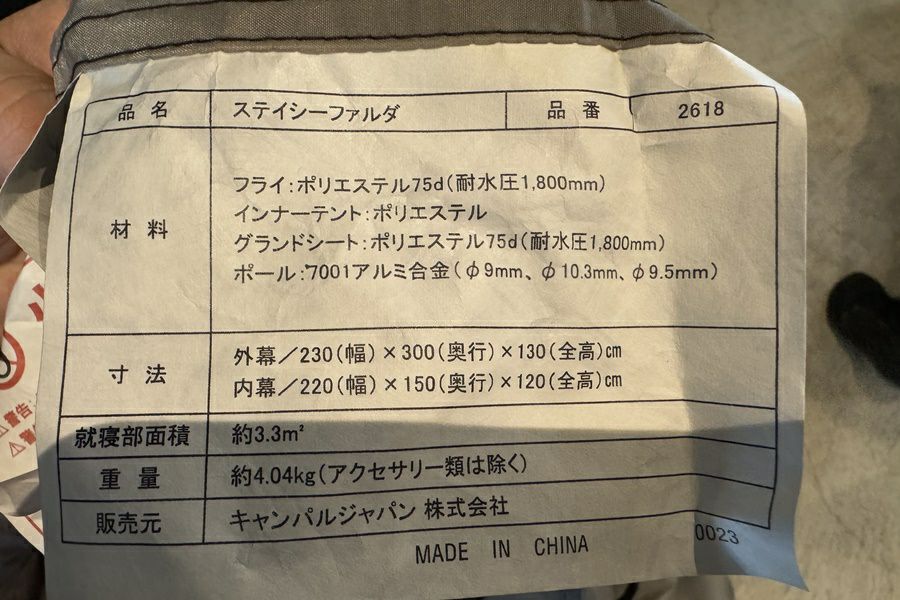 品名 ステイシーファルダ 品番 2618
材料
フライ:ポリエステル75d(耐水圧1,800mm)
インナーテント:ポリエステル
グランドシート:ポリエステル75d(耐水圧1,800mm)
ポール:7001アルミ合金(φ9mm、φ10.3mm、φ9.5mm)
寸法
外幕/230(幅)×300(奥行)×130(全高)㎝
内幕/220(幅)×150(奥行)×120(全高)㎝
就寝部面積 約3.3㎡
重量 約4.04kg(アクセサリー類は除く)
販売元 キャンパルジャパン 株式会社
MADE IN CHINA
0023
⚠警告